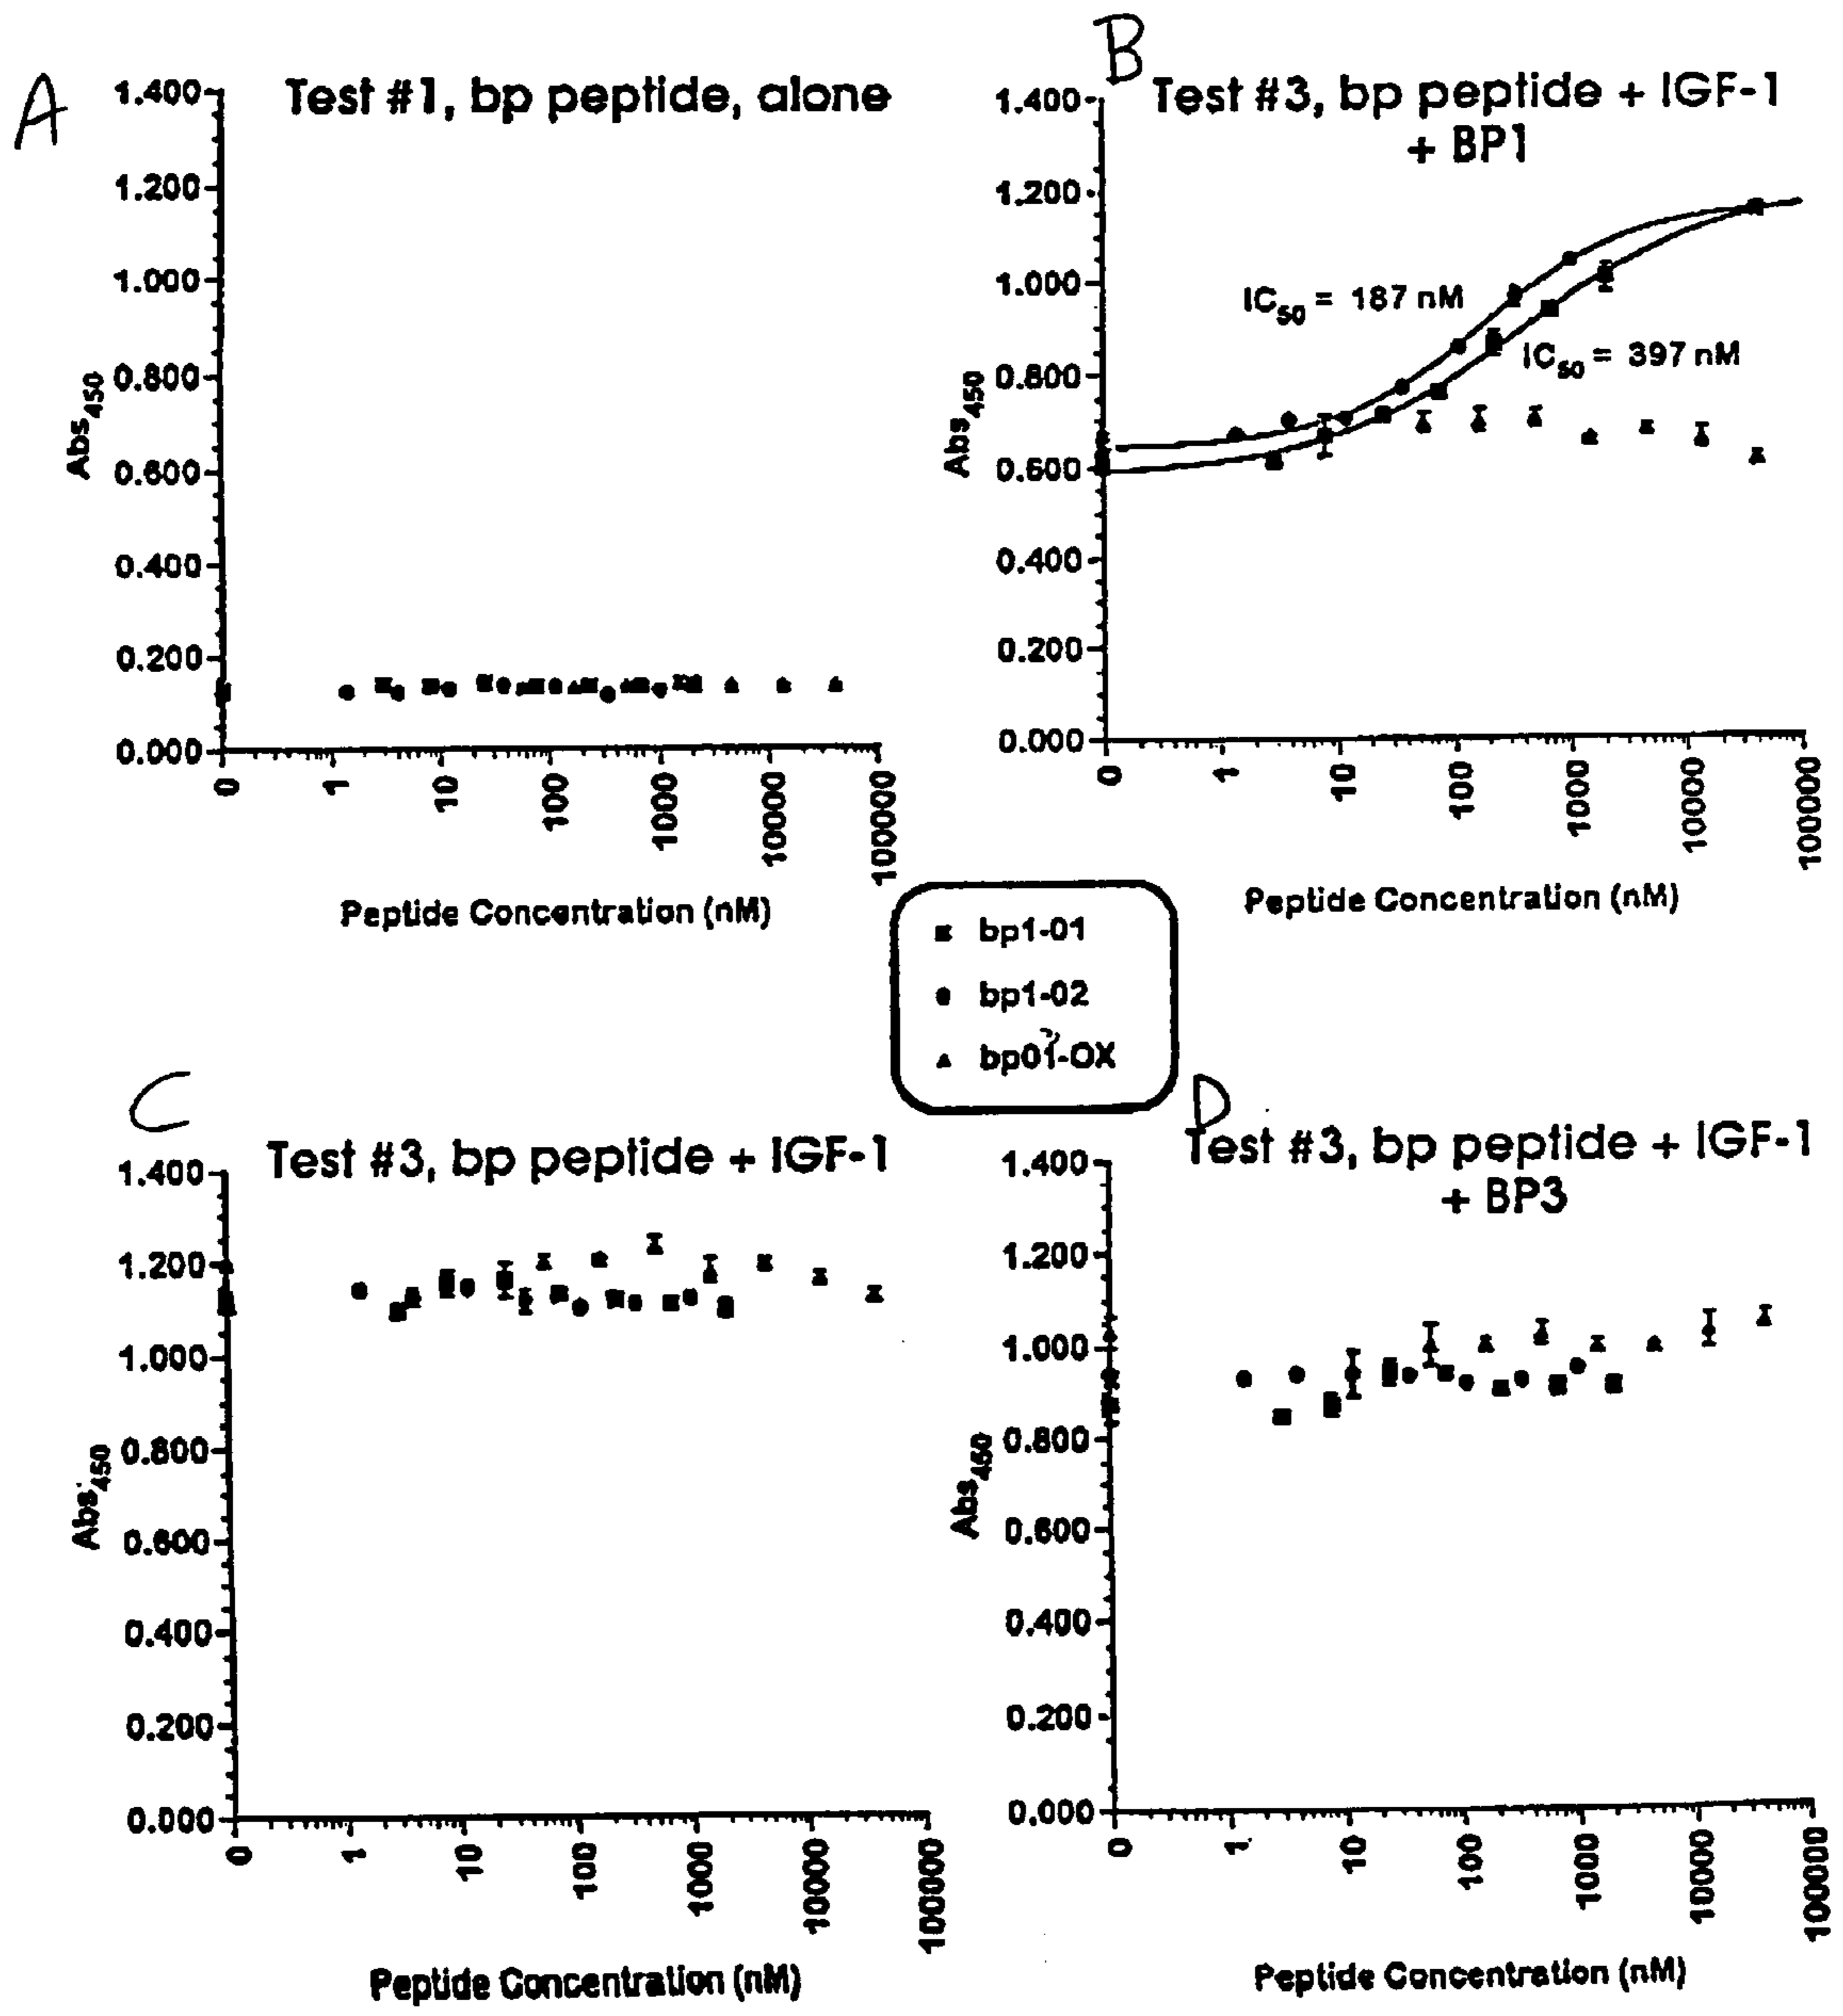 A
Test #1, bp peptide, alone
1.400
1.200
1.000
0.800
0.600
0.400
0.200
0.000
Abs450
0 1 10 100 1000 10000 100000
Peptide Concentration (nM)
B
Test #3, bp peptide + IGF-1
+ BP1
1.400
1.200
1.000
0.800
0.600
0.400
0.200
0.000
Abs450
IC50 = 187 nM
IC50 = 397 nM
0 1 10 100 1000 10000 100000
Peptide Concentration (nM)
bp1-01
bp1-02
bp01-OX
C
Test #3, bp peptide + IGF-1
1.400
1.200
1.000
0.800
0.600
0.400
0.200
0.000
Abs450
0 1 10 100 1000 10000 100000
Peptide Concentration (nM)
D
Test #3, bp peptide + IGF-1
+ BP3
1.400
1.200
1.000
0.800
0.600
0.400
0.200
0.000
Abs450
0 1 10 100 1000 10000 100000
Peptide Concentration (nM)